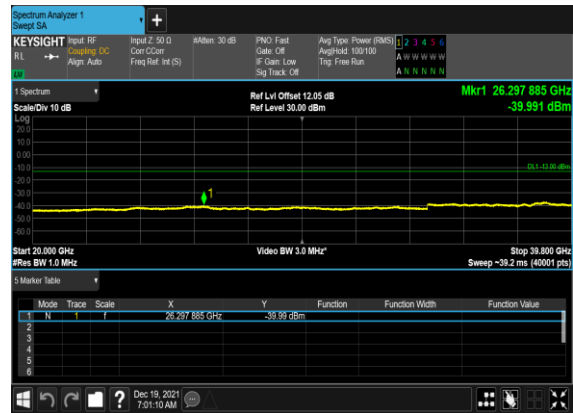 Spectrum Analyzer 1
Swept SA
+
KEYSIGHT Input: RF Input Z: 50 Ω #Atten: 30 dB PNO: Fast Avg Type: Power (RMS) 1 2 3 4 5 6
RL Coupling: DC Corr CCorr Gate: Off Avg|Hold: 100/100 A W W W W W
Align: Auto Freq Ref: Int (S) IF Gain: Low Trig: Free Run
LW Sig Track: Off A N N N N N
1 Spectrum Ref Lvl Offset 12.05 dB Mkr1 26.297 885 GHz
Scale/Div 10 dB Ref Level 30.00 dBm -39.991 dBm
Log
20.0
10.0
0.00
-10.0 DL1 -13.00 dBm
-20.0
-30.0 1
-40.0
-50.0
-60.0
Start 20.000 GHz Video BW 3.0 MHz* Stop 39.800 GHz
#Res BW 1.0 MHz Sweep ~39.2 ms (40001 pts)
5 Marker Table
Mode Trace Scale X Y Function Function Width Function Value
1 N 1 f 26.297 885 GHz -39.99 dBm
2
3
4
5
6
? Dec 19, 2021
7:01:10 AM